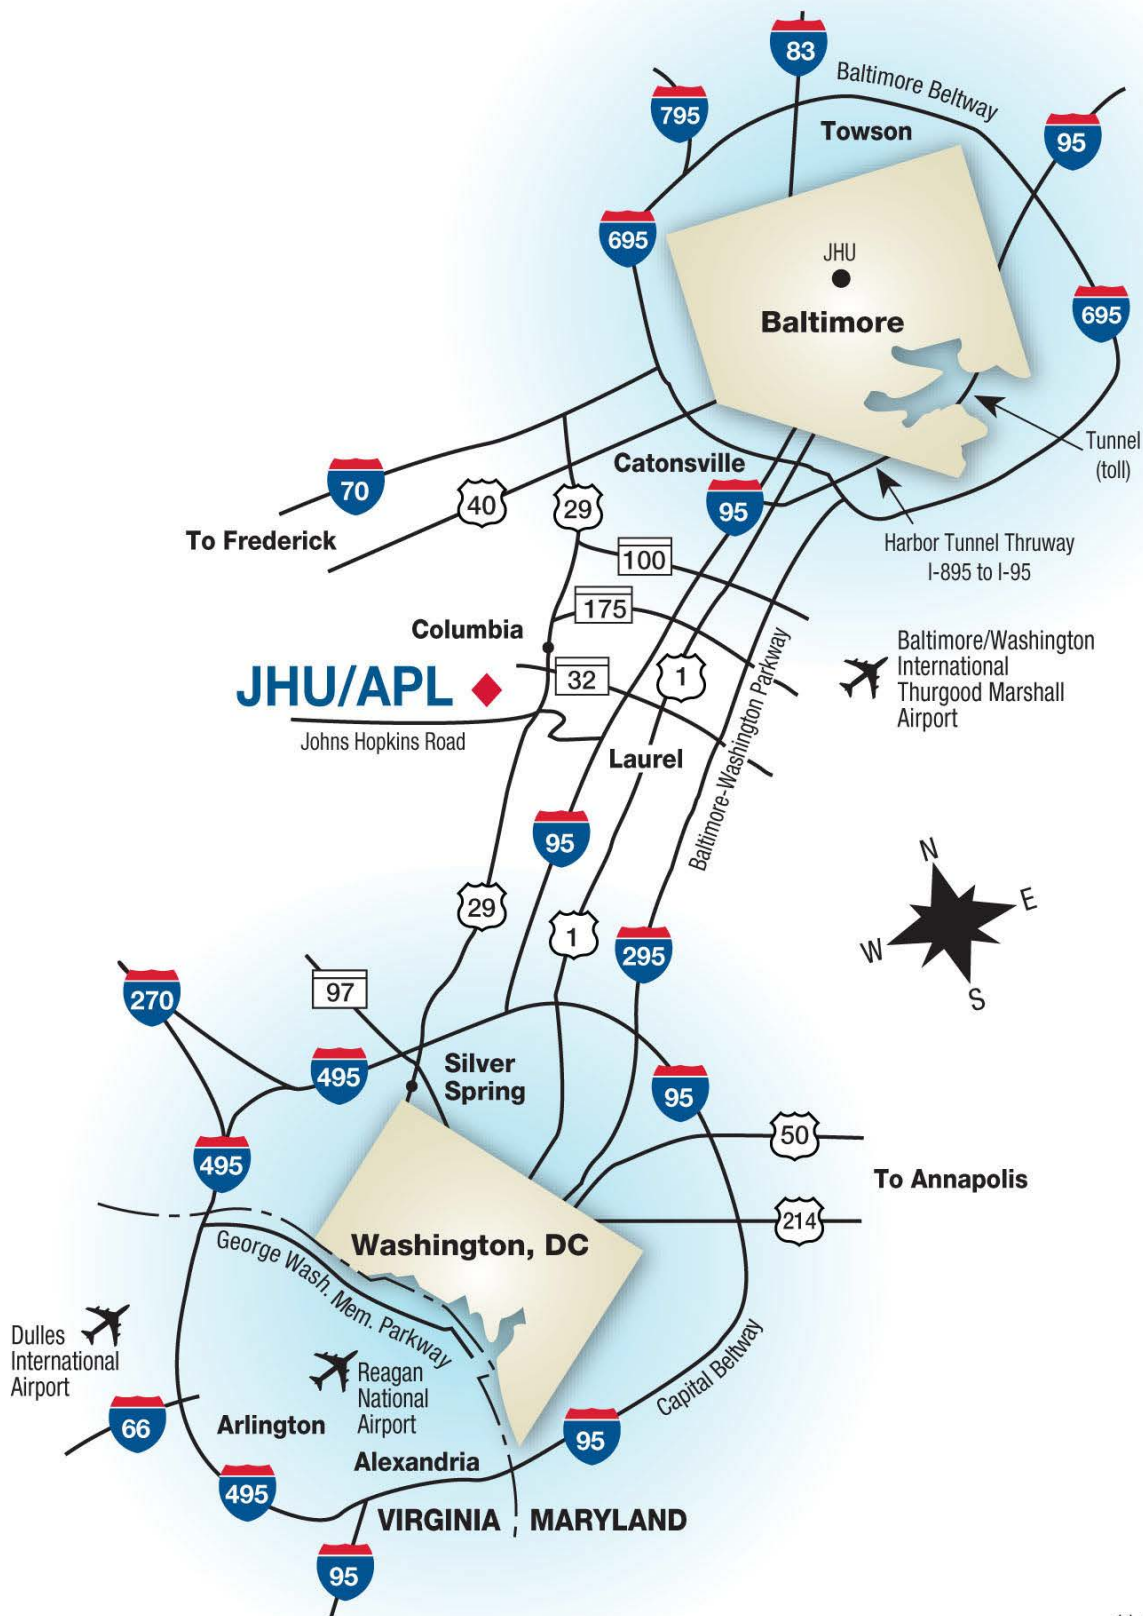 83
Baltimore Beltway
795
95
Towson
695
JHU
Baltimore
695
Tunnel
(toll)
Catonsville
70
40
29
95
To Frederick
Harbor Tunnel Thruway
I-895 to I-95
100
175
Columbia
Baltimore/Washington
International
Thurgood Marshall
Airport
JHU/APL
32
1
Johns Hopkins Road
Laurel
Baltimore-Washington Parkway
95
N
E
W
S
29
1
295
270
97
Silver
Spring
495
95
50
495
To Annapolis
214
Washington, DC
George Wash. Mem. Parkway
Dulles
International
Airport
Reagan
National
Airport
Capital Beltway
66
Arlington
95
Alexandria
495
VIRGINIA
MARYLAND
95